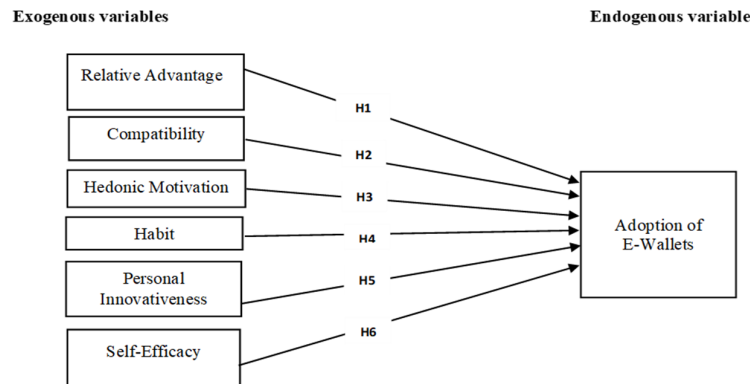 Exogenous variables
Endogenous variable
Relative Advantage
H1
Compatibility
H2
Hedonic Motivation
H3
Adoption of
E-Wallets
Habit
H4
Personal
Innovativeness
H5
Self-Efficacy
H6